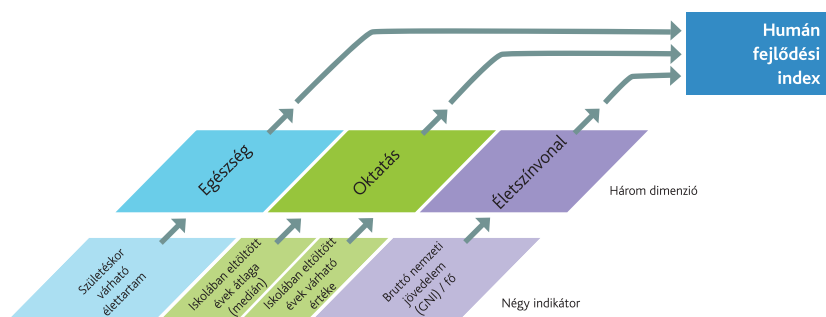 Humán
fejlődési
index
Egészség
Oktatás
Életszínvonal
Három dimenzió
Születéskor
várható
élettartam
Iskolában eltöltött
évek átlaga
(medián)
Iskolában eltöltött
évek várható
értéke
Bruttó nemzeti
jövedelem
(GNI) / fő
Négy indikátor